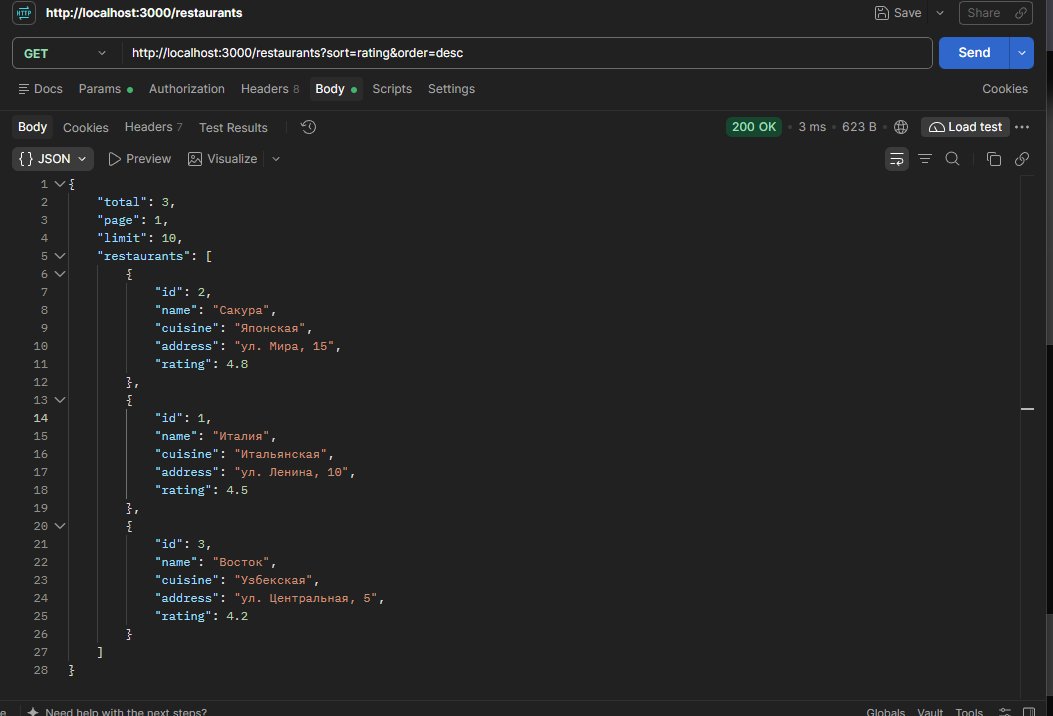 HTTP http://localhost:3000/restaurants Save Share
GET http://localhost:3000/restaurants?sort=rating&order=desc Send
Docs Params Authorization Headers 8 Body Scripts Settings Cookies
Body Cookies Headers 7 Test Results 200 OK 3 ms 623 B Load test
{} JSON Preview Visualize
1 {
2 "total": 3,
3 "page": 1,
4 "limit": 10,
5 "restaurants": [
6 {
7 "id": 2,
8 "name": "Сакура",
9 "cuisine": "Японская",
10 "address": "ул. Мира, 15",
11 "rating": 4.8
12 },
13 {
14 "id": 1,
15 "name": "Италия",
16 "cuisine": "Итальянская",
17 "address": "ул. Ленина, 10",
18 "rating": 4.5
19 },
20 {
21 "id": 3,
22 "name": "Восток",
23 "cuisine": "Узбекская",
24 "address": "ул. Центральная, 5",
25 "rating": 4.2
26 }
27 ]
28 }
e Need help with the next steps? Globals Vault Tools